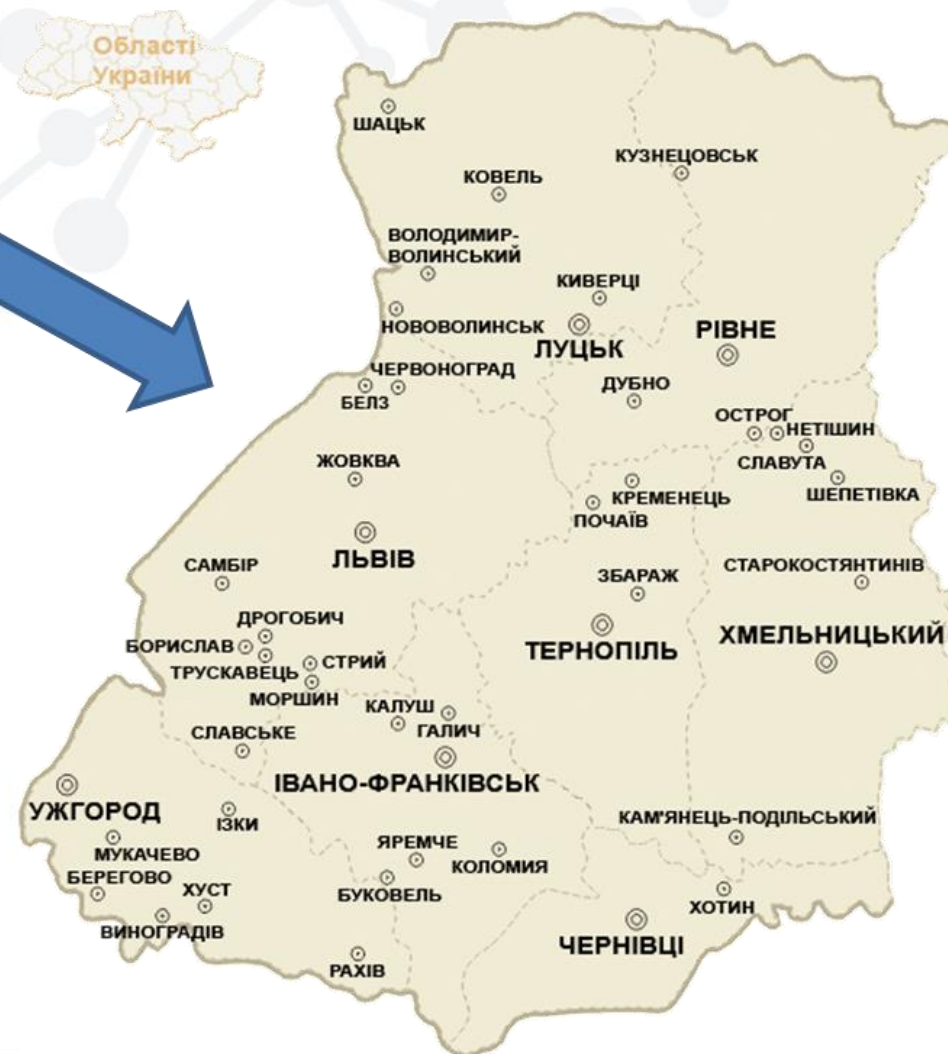 Області
України
ШАЦЬК
КУЗНЕЦОВСЬК
КОВЕЛЬ
ВОЛОДИМИР-
ВОЛИНСЬКИЙ
КИВЕРЦІ
НОВОВОЛИНСЬК
ЛУЦЬК
РІВНЕ
ЧЕРВОНОГРАД
БЕЛЗ
ДУБНО
ОСТРОГ
НЕТІШИН
СЛАВУТА
ШЕПЕТІВКА
ЖОВКВА
КРЕМЕНЕЦЬ
ПОЧАЇВ
ЛЬВІВ
САМБІР
ЗБАРАЖ
СТАРОКОСТЯНТИНІВ
ДРОГОБИЧ
БОРИСЛАВ
ТЕРНОПІЛЬ
ХМЕЛЬНИЦЬКИЙ
ТРУСКАВЕЦЬ
СТРИЙ
МОРШИН
КАЛУШ
ГАЛИЧ
СЛАВСЬКЕ
ІВАНО-ФРАНКІВСЬК
УЖГОРОД
ІЗКИ
КАМ'ЯНЕЦЬ-ПОДІЛЬСЬКИЙ
МУКАЧЕВО
ЯРЕМЧЕ
КОЛОМИЯ
БЕРЕГОВО
ХУСТ
БУКОВЕЛЬ
ХОТИН
ВИНОГРАДІВ
ЧЕРНІВЦІ
РАХІВ